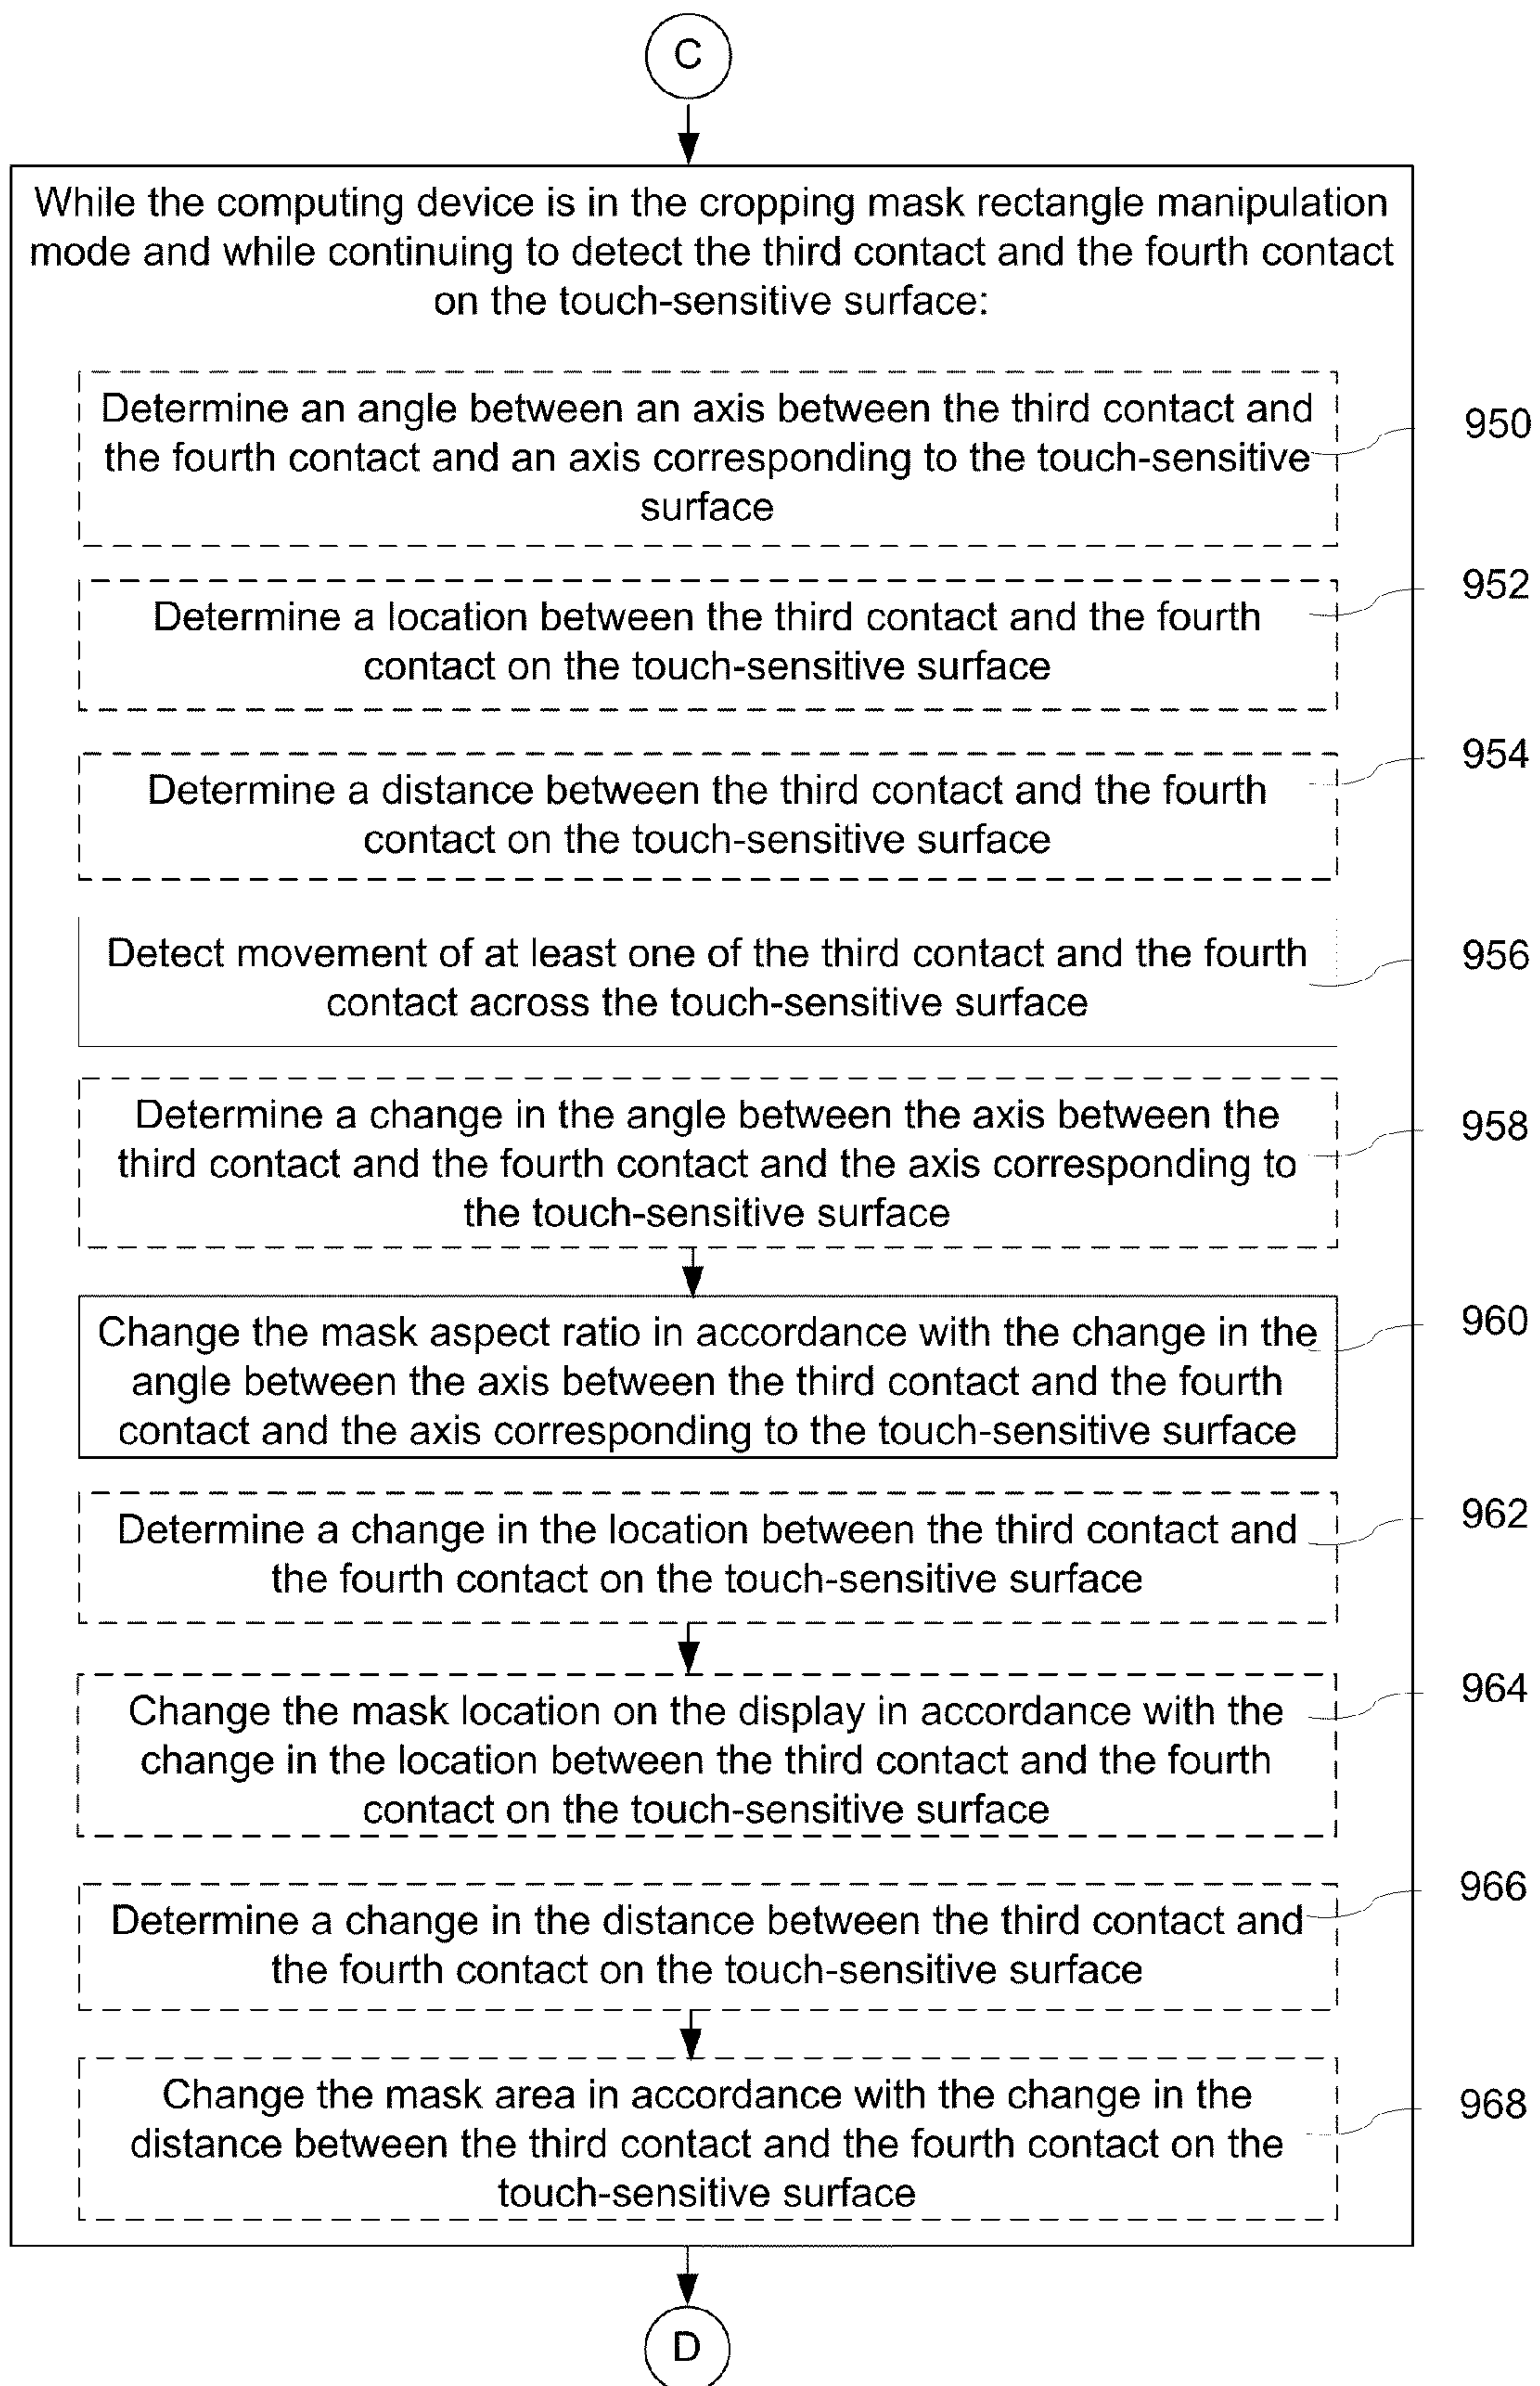 C
While the computing device is in the cropping mask rectangle manipulation
mode and while continuing to detect the third contact and the fourth contact
on the touch-sensitive surface:
Determine an angle between an axis between the third contact and
the fourth contact and an axis corresponding to the touch-sensitive
surface
950
Determine a location between the third contact and the fourth
contact on the touch-sensitive surface
952
Determine a distance between the third contact and the fourth
contact on the touch-sensitive surface
954
Detect movement of at least one of the third contact and the fourth
contact across the touch-sensitive surface
956
Determine a change in the angle between the axis between the
third contact and the fourth contact and the axis corresponding to
the touch-sensitive surface
958
Change the mask aspect ratio in accordance with the change in the
angle between the axis between the third contact and the fourth
contact and the axis corresponding to the touch-sensitive surface
960
Determine a change in the location between the third contact and
the fourth contact on the touch-sensitive surface
962
Change the mask location on the display in accordance with the
change in the location between the third contact and the fourth
contact on the touch-sensitive surface
964
Determine a change in the distance between the third contact and
the fourth contact on the touch-sensitive surface
966
Change the mask area in accordance with the change in the
distance between the third contact and the fourth contact on the
touch-sensitive surface
968
D